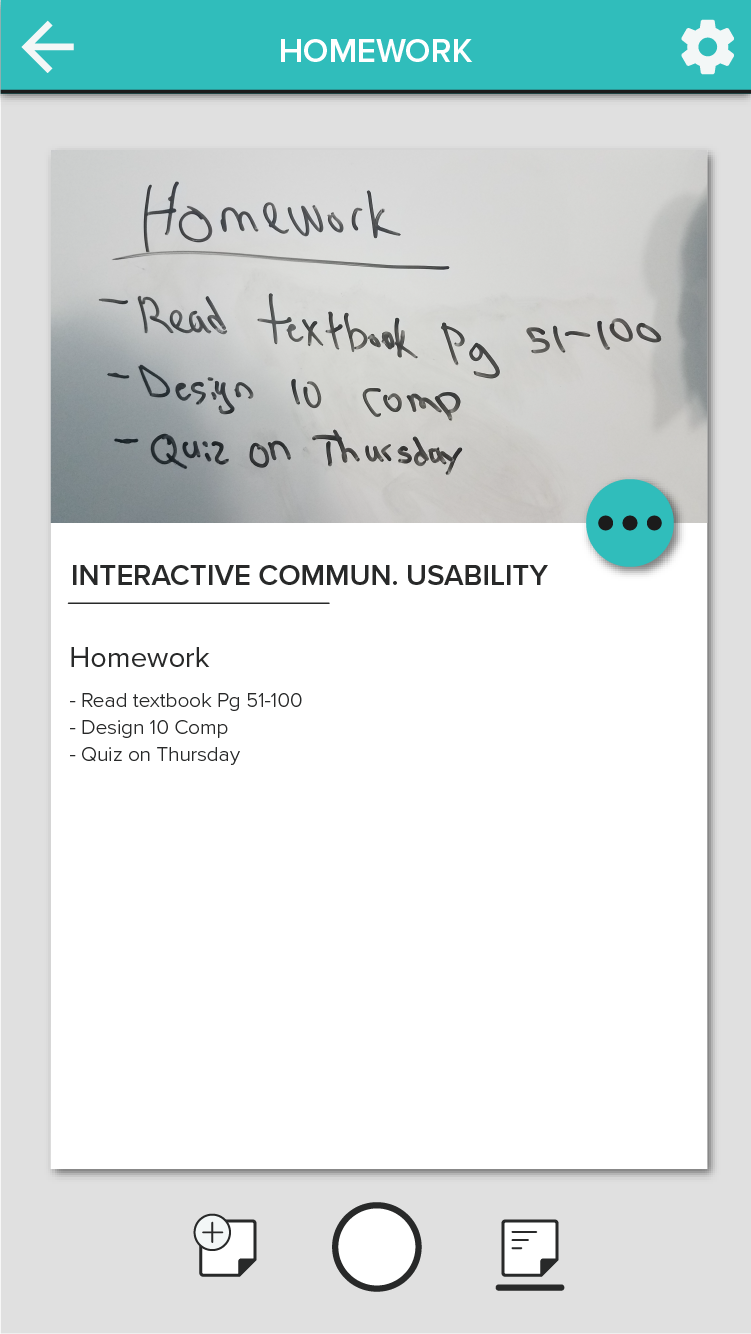 HOMEWORK
Homework
- Read textbook Pg 51-100
- Design 10 comp
- Quiz on Thursday
INTERACTIVE COMMUN. USABILITY
Homework
- Read textbook Pg 51-100
- Design 10 Comp
- Quiz on Thursday